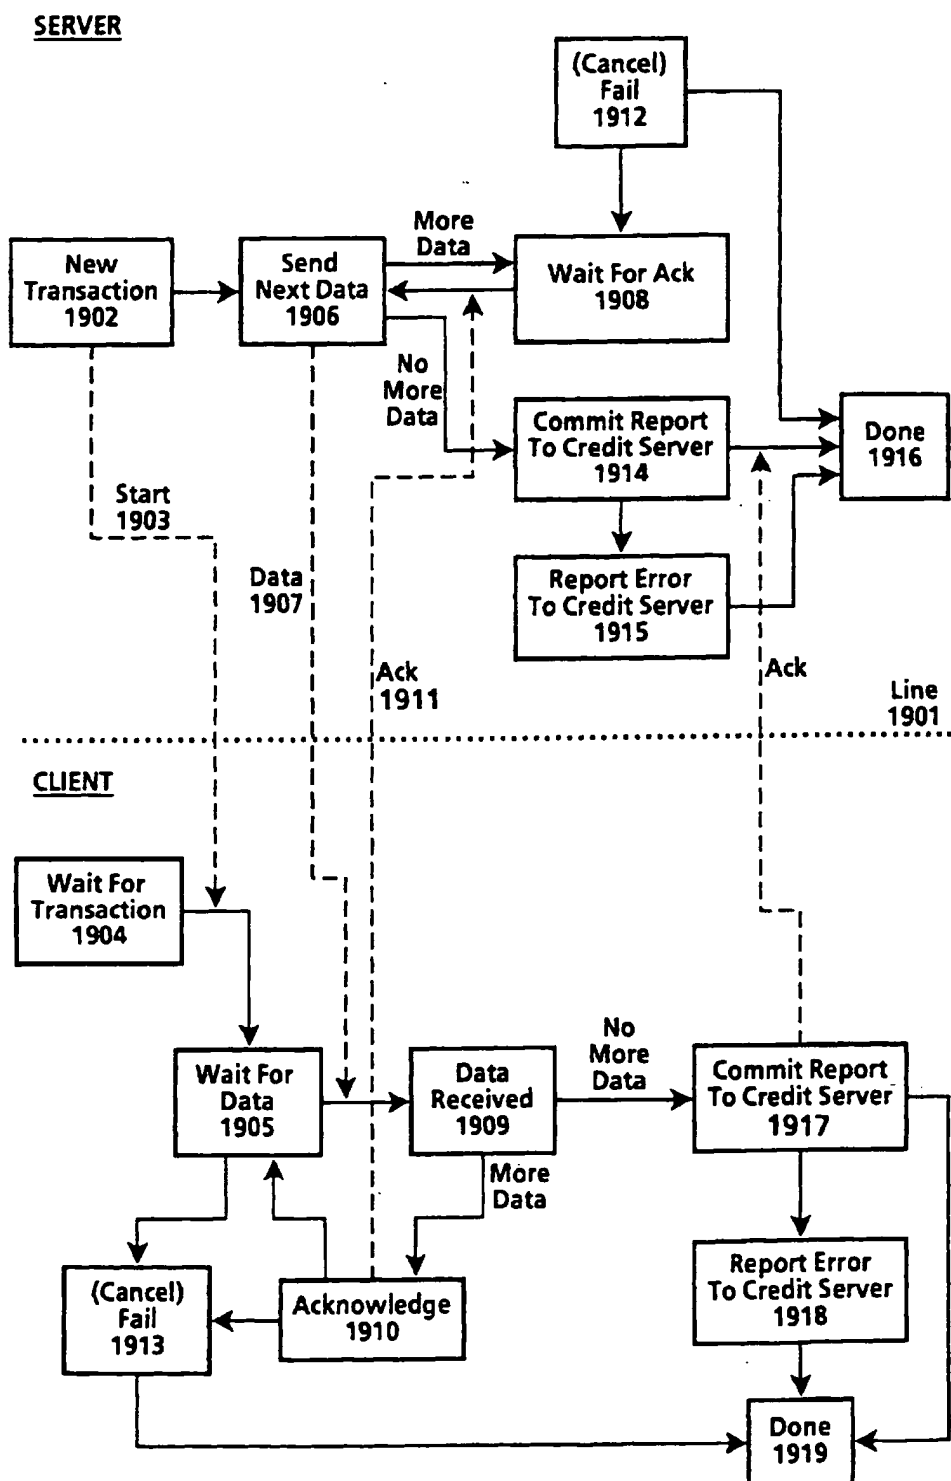 SERVER
(Cancel)
Fail
1912
More
Data
New
Transaction
1902
Send
Next Data
1906
Wait For Ack
1908
No
More
Data
Commit Report
To Credit Server
1914
Done
1916
Start
1903
Data
1907
Report Error
To Credit Server
1915
Ack
1911
Ack
Line
1901
CLIENT
Wait For
Transaction
1904
Wait For
Data
1905
Data
Received
1909
No
More
Data
Commit Report
To Credit Server
1917
More
Data
(Cancel)
Fail
1913
Acknowledge
1910
Report Error
To Credit Server
1918
Done
1919